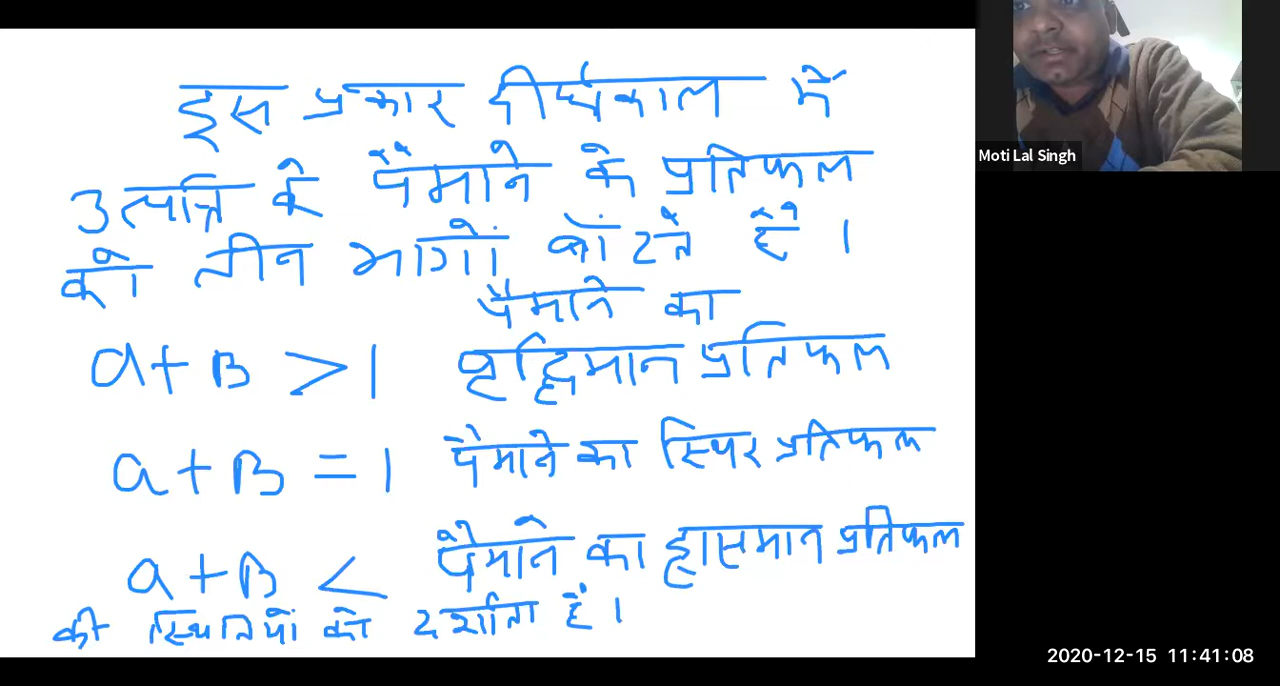 इस प्रकार दीर्घकाल में
उत्पत्ति के पैमाने के प्रतिफल
को तीन भागों बाँटते हैं।
पैमाने का
a+B >1 वृद्धिमान प्रतिफल
a+B =1 पैमाने का स्थिर प्रतिफल
a+B < पैमाने का ह्रासमान प्रतिफल
की स्थितियों को दर्शाता है।
Moti Lal Singh
2020-12-15 11:41:08